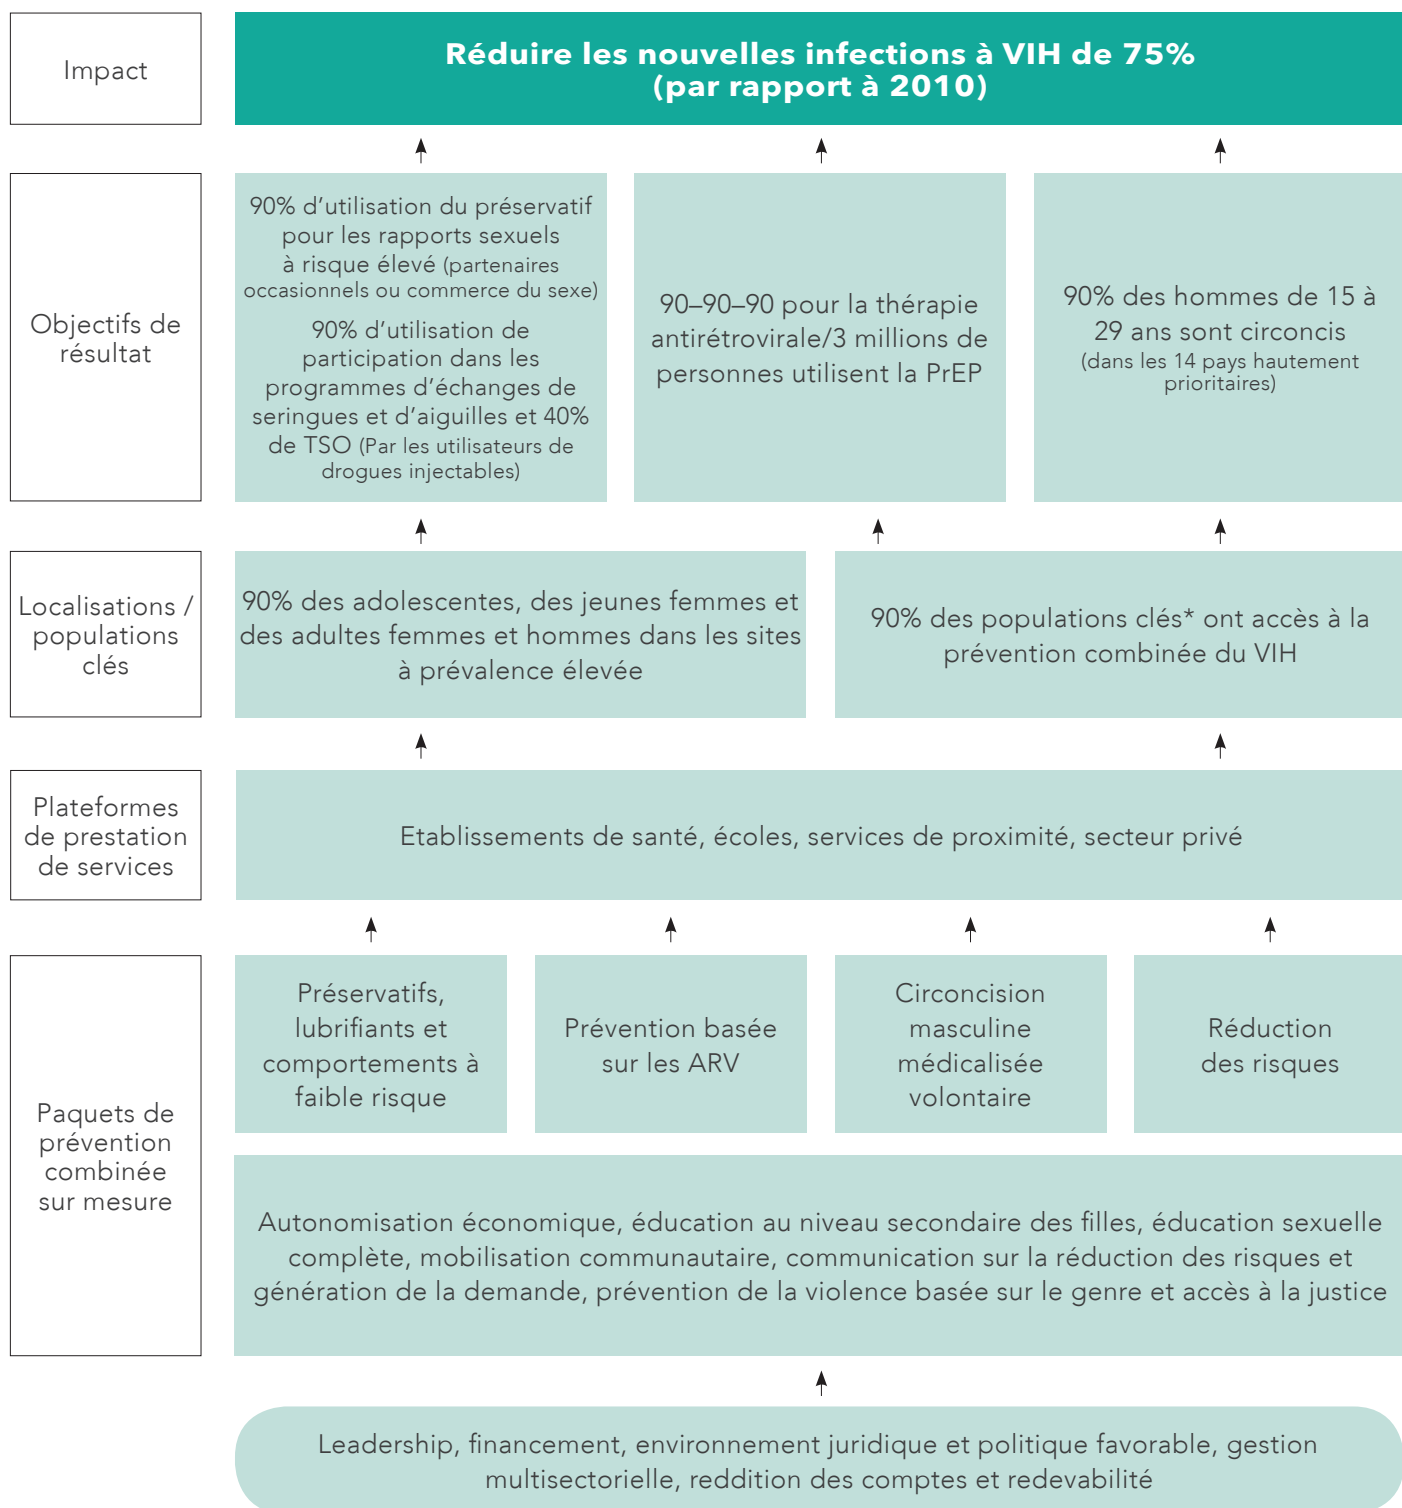 Impact
Réduire les nouvelles infections à VIH de 75%
(par rapport à 2010)
Objectifs de
résultat
90% d'utilisation du préservatif
pour les rapports sexuels
à risque élevé (partenaires
occasionnels ou commerce du sexe)
90% d'utilisation de
participation dans les
programmes d'échanges de
seringues et d'aiguilles et 40%
de TSO (Par les utilisateurs de
drogues injectables)
90–90–90 pour la thérapie
antirétrovirale/3 millions de
personnes utilisent la PrEP
90% des hommes de 15 à
29 ans sont circoncis
(dans les 14 pays hautement
prioritaires)
Localisations /
populations
clés
90% des adolescentes, des jeunes femmes et
des adultes femmes et hommes dans les sites
à prévalence élevée
90% des populations clés* ont accès à la
prévention combinée du VIH
Plateformes
de prestation
de services
Etablissements de santé, écoles, services de proximité, secteur privé
Paquets de
prévention
combinée
sur mesure
Préservatifs,
lubrifiants et
comportements à
faible risque
Prévention basée
sur les ARV
Circoncision
masculine
médicalisée
volontaire
Réduction
des risques
Autonomisation économique, éducation au niveau secondaire des filles, éducation sexuelle
complète, mobilisation communautaire, communication sur la réduction des risques et
génération de la demande, prévention de la violence basée sur le genre et accès à la justice
Leadership, financement, environnement juridique et politique favorable, gestion
multisectorielle, reddition des comptes et redevabilité